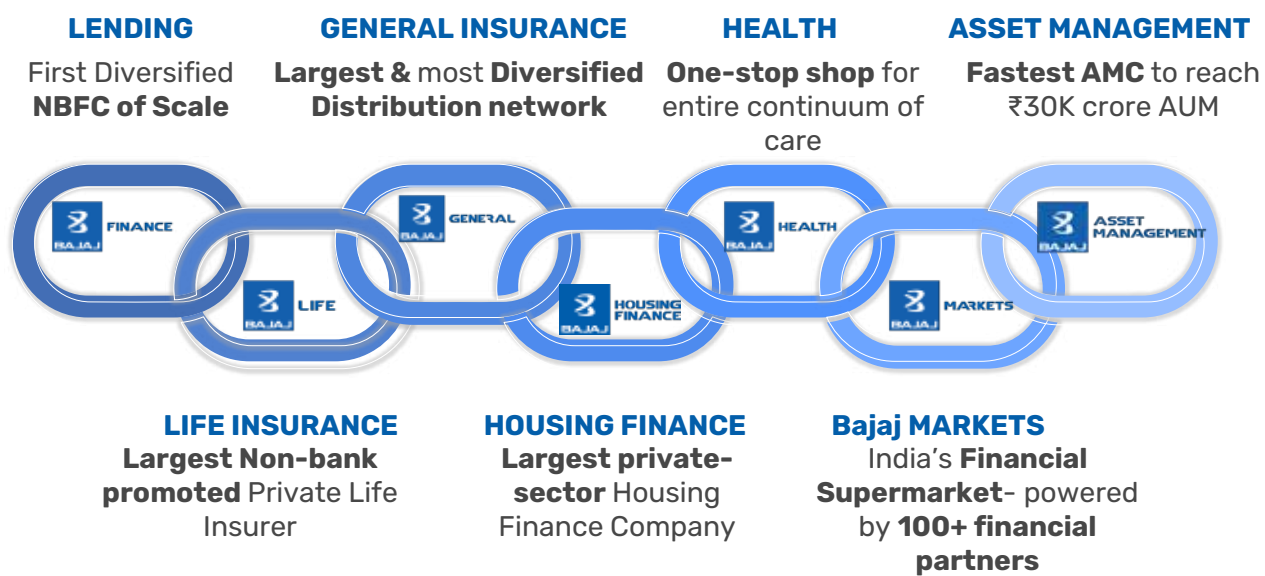 LENDING
First Diversified
NBFC of Scale
GENERAL INSURANCE
Largest & most Diversified
Distribution network
HEALTH
One-stop shop for
entire continuum of
care
ASSET MANAGEMENT
Fastest AMC to reach
₹30K crore AUM
BAJAJ
FINANCE
BAJAJ
LIFE
BAJAJ
GENERAL
BAJAJ
HOUSING
FINANCE
BAJAJ
HEALTH
BAJAJ
MARKETS
BAJAJ
ASSET
MANAGEMENT
LIFE INSURANCE
Largest Non-bank
promoted Private Life
Insurer
HOUSING FINANCE
Largest private-
sector Housing
Finance Company
Bajaj MARKETS
India’s Financial
Supermarket- powered
by 100+ financial
partners